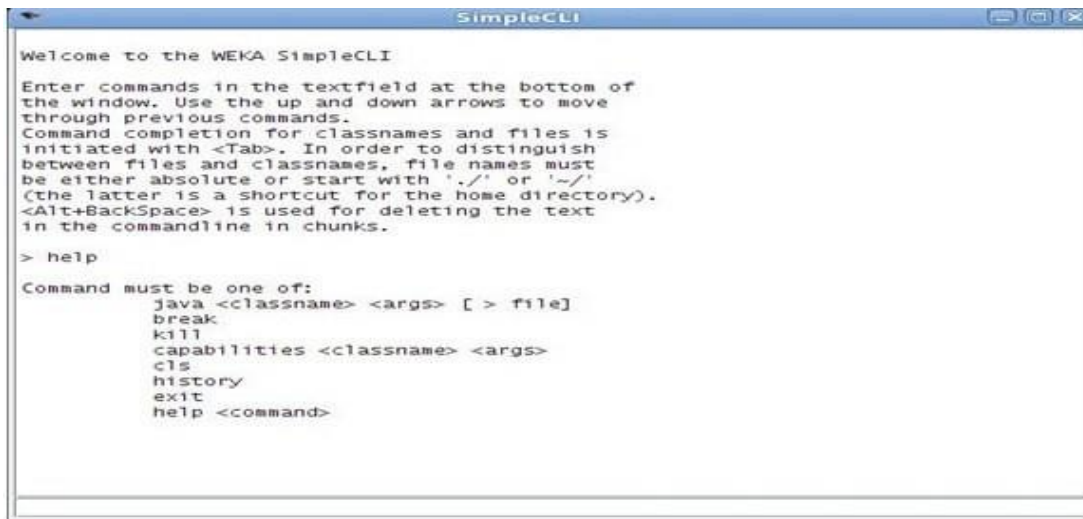 SimpleCLI
Welcome to the WEKA SimpleCLI
Enter commands in the textfield at the bottom of
the window. Use the up and down arrows to move
through previous commands.
Command completion for classnames and files is
initiated with <Tab>. In order to distinguish
between files and classnames, file names must
be either absolute or start with './' or '~/'
(the latter is a shortcut for the home directory).
<Alt+BackSpace> is used for deleting the text
in the commandline in chunks.
> help
Command must be one of:
java <classname> <args> [ > file]
break
kill
capabilities <classname> <args>
cls
history
exit
help <command>